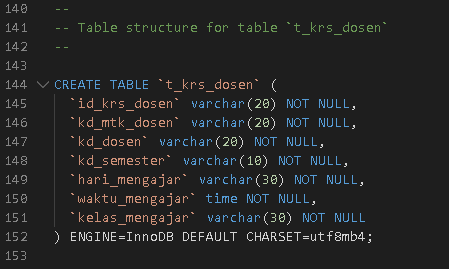 140 --
141 -- Table structure for table `t_krs_dosen`
142 --
143
144 CREATE TABLE `t_krs_dosen` (
145 `id_krs_dosen` varchar(20) NOT NULL,
146 `kd_mtk_dosen` varchar(20) NOT NULL,
147 `kd_dosen` varchar(20) NOT NULL,
148 `kd_semester` varchar(10) NOT NULL,
149 `hari_mengajar` varchar(30) NOT NULL,
150 `waktu_mengajar` time NOT NULL,
151 `kelas_mengajar` varchar(30) NOT NULL
152 ) ENGINE=InnoDB DEFAULT CHARSET=utf8mb4;
153